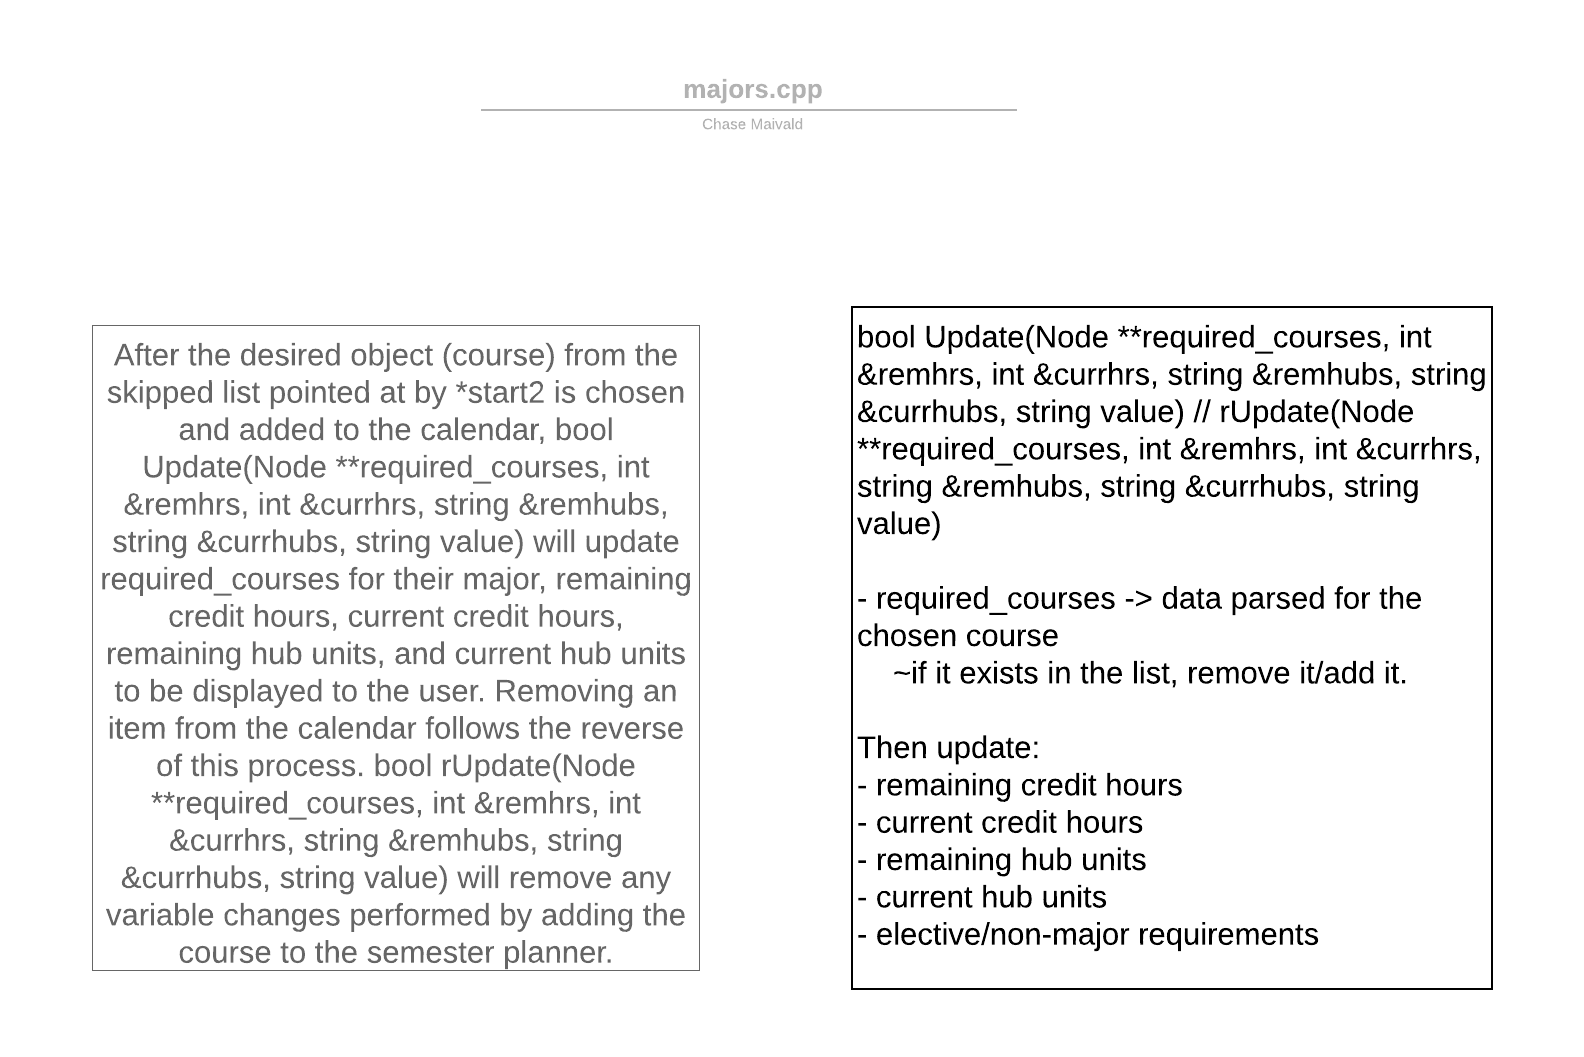 majors.cpp
Chase Maivald
After the desired object (course) from the
skipped list pointed at by *start2 is chosen
and added to the calendar, bool
Update(Node **required_courses, int
&remhrs, int &currhrs, string &remhubs,
string &currhubs, string value) will update
required_courses for their major, remaining
credit hours, current credit hours,
remaining hub units, and current hub units
to be displayed to the user. Removing an
item from the calendar follows the reverse
of this process. bool rUpdate(Node
**required_courses, int &remhrs, int
&currhrs, string &remhubs, string
&currhubs, string value) will remove any
variable changes performed by adding the
course to the semester planner.
bool Update(Node **required_courses, int
&remhrs, int &currhrs, string &remhubs, string
&currhubs, string value) // rUpdate(Node
**required_courses, int &remhrs, int &currhrs,
string &remhubs, string &currhubs, string
value)
- required_courses -> data parsed for the
chosen course
~if it exists in the list, remove it/add it.
Then update:
- remaining credit hours
- current credit hours
- remaining hub units
- current hub units
- elective/non-major requirements